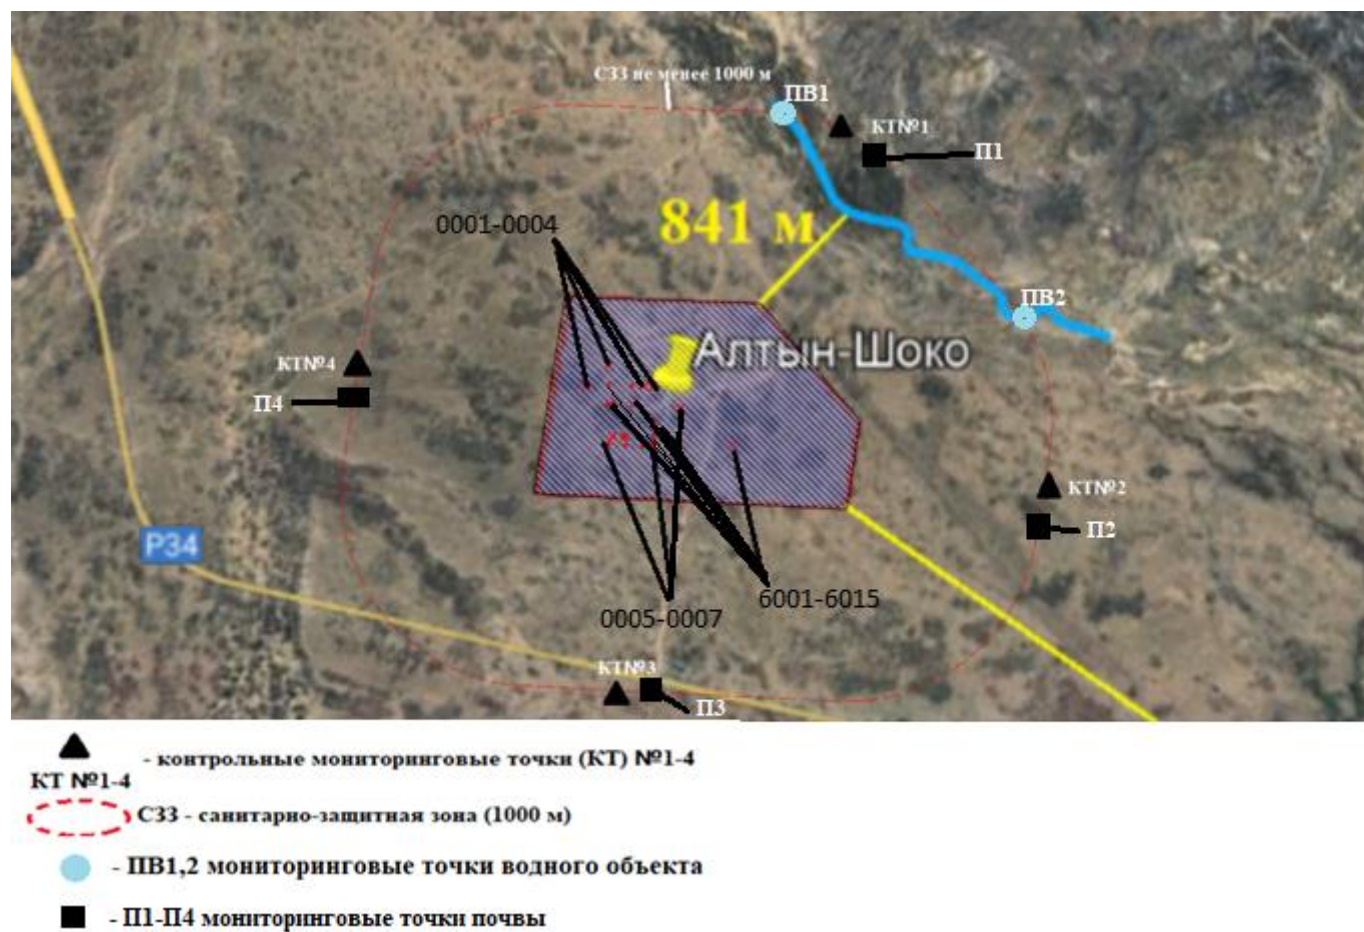 СЗЗ не менее 1000 м
ПВ1
КТ№1
П1
0001-0004
841 м
ПВ2
Алтын-Шоко
КТ№4
П4
КТ№2
П2
Р34
6001-6015
0005-0007
КТ№3
П3
- контрольные мониторинговые точки (КТ) №1-4
КТ №1-4
СЗЗ - санитарно-защитная зона (1000 м)
- ПВ1,2 мониторинговые точки водного объекта
- П1-П4 мониторинговые точки почвы